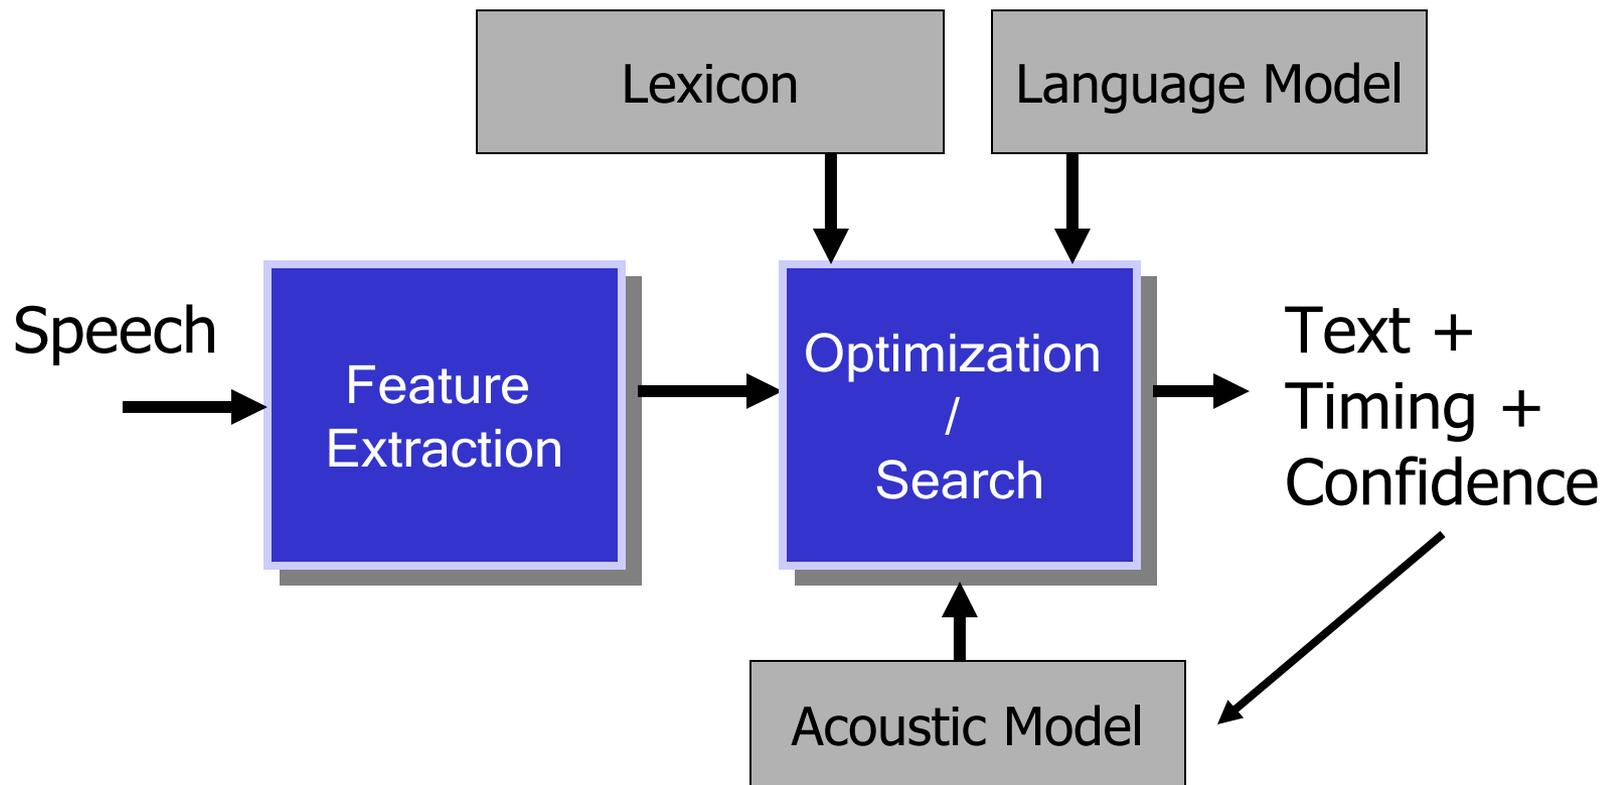 Lexicon
Language Model
Speech
Feature
Extraction
Optimization
/
Search
Text +
Timing +
Confidence
Acoustic Model